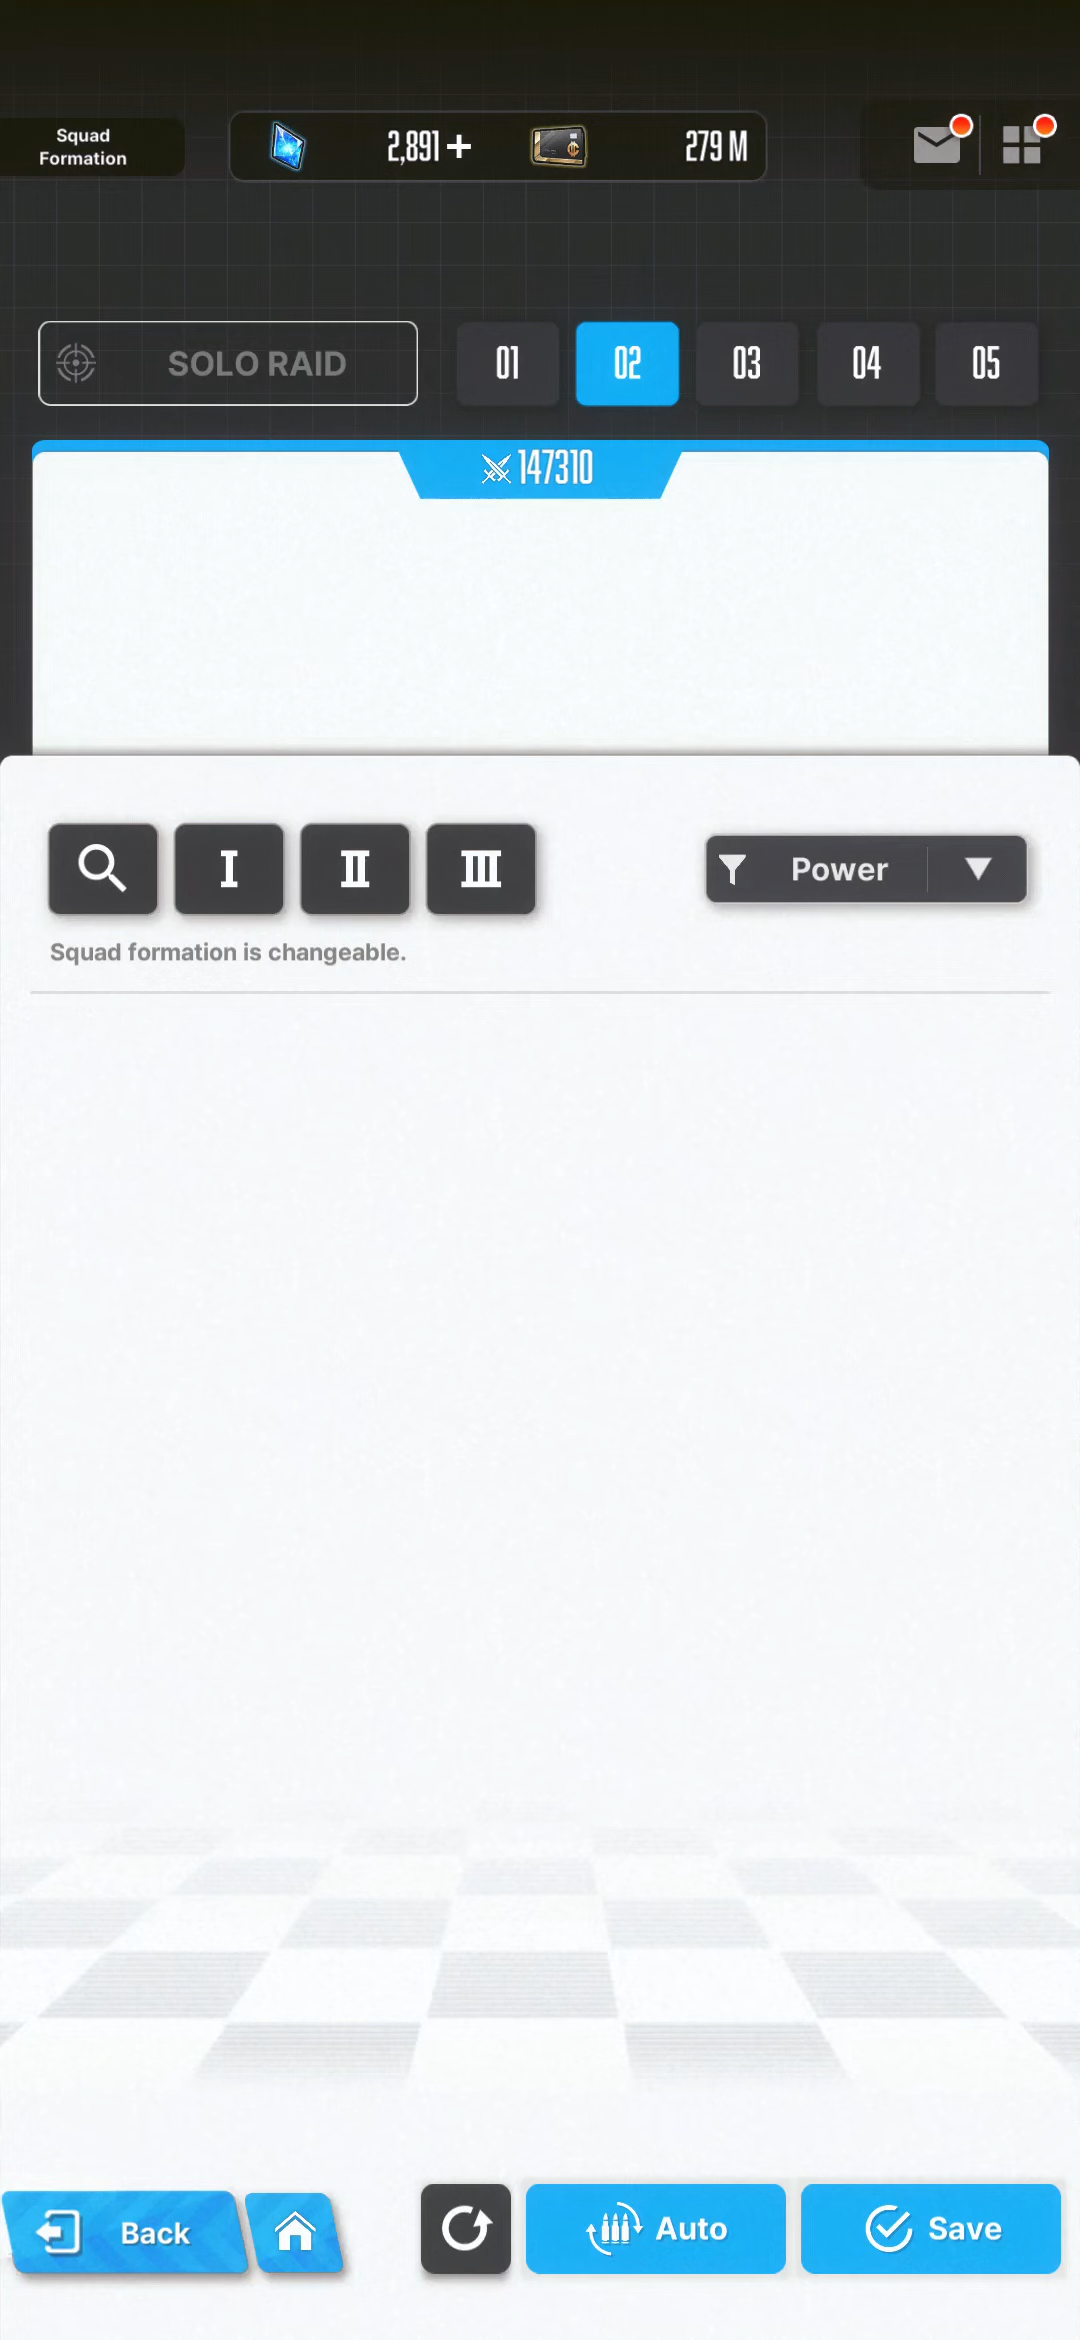 Squad
Formation
2,891
279 M
SOLO RAID
01
02
03
04
05
147310
I
II
III
Power
Squad formation is changeable.
Back
Auto
Save